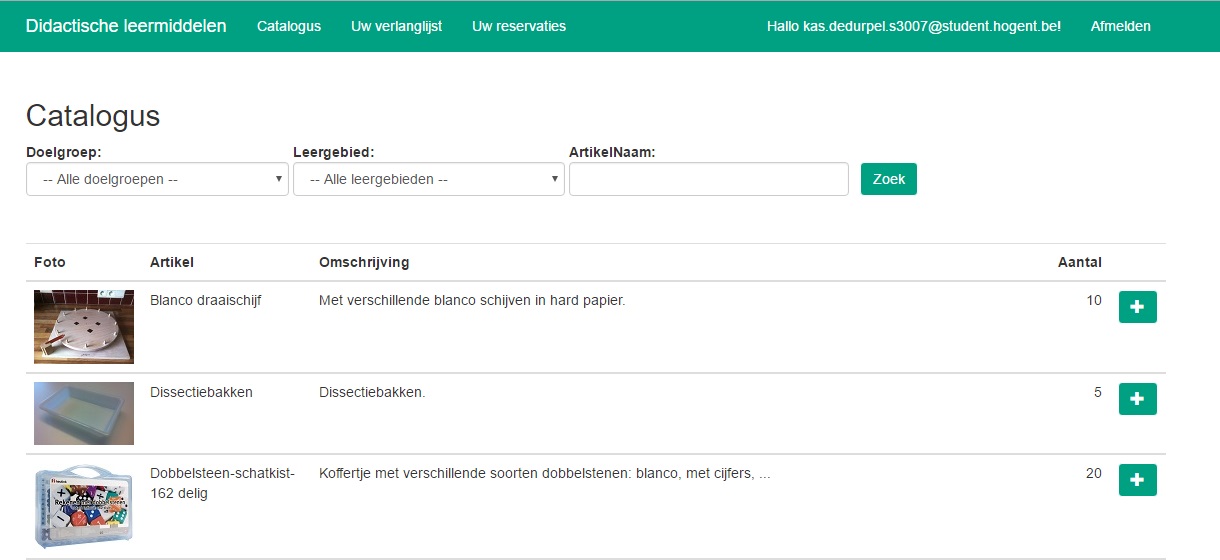 Didactische leermiddelen Catalogus Uw verlanglijst Uw reservaties Hallo kas.dedurpel.s3007@student.hogent.be! Afmelden
Catalogus
Doelgroep: Leergebied: ArtikelNaam:
-- Alle doelgroepen -- -- Alle leergebieden -- Zoek
Foto Artikel Omschrijving Aantal
Blanco draaischijf Met verschillende blanco schijven in hard papier. 10
Dissectiebakken Dissectiebakken. 5
Dobbelsteen-schatkist- Koffertje met verschillende soorten dobbelstenen: blanco, met cijfers, ... 20
162 delig